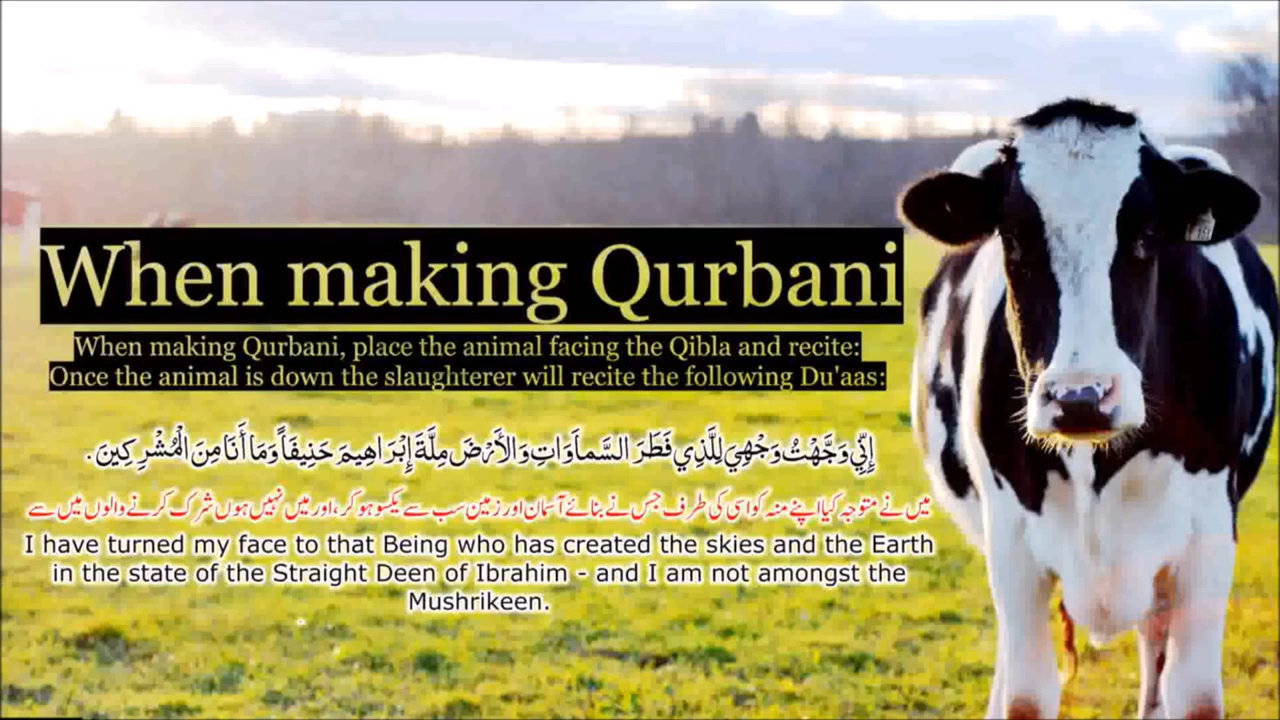 When making Qurbani
When making Qurbani, place the animal facing the Qibla and recite:
Once the animal is down the slaughterer will recite the following Du'aas:
إِنِّي وَجَّهْتُ وَجْهِيَ لِلَّذِي فَطَرَ السَّماَوَاتِ وَالأَرْضَ مِلَّةَ إِبْرَاهِيمَ حَنِيفَاً وَمَا أَنَا مِنَ الْمُشْرِكِينَ.
میں نے متوجہ کیا اپنے منہ کو اسی کی طرف جس نے بنائے آسمان اور زمین سب سے یکسو ہو کر، اور میں نہیں ہوں شرک کرنے والوں میں سے
I have turned my face to that Being who has created the skies and the Earth
in the state of the Straight Deen of Ibrahim - and I am not amongst the
Mushrikeen.